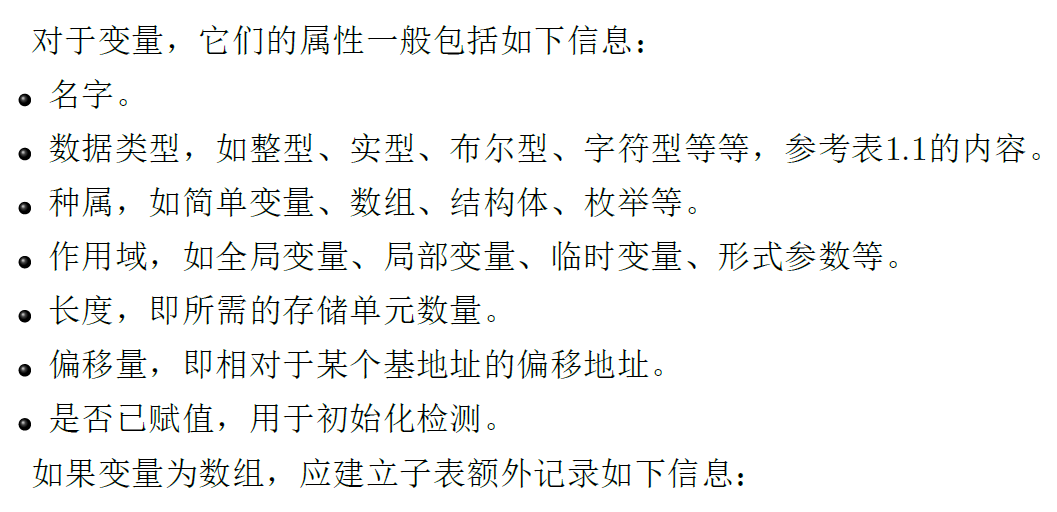 对于变量，它们的属性一般包括如下信息：
● 名字。
● 数据类型，如整型、实型、布尔型、字符型等等，参考表1.1的内容。
● 种属，如简单变量、数组、结构体、枚举等。
● 作用域，如全局变量、局部变量、临时变量、形式参数等。
● 长度，即所需的存储单元数量。
● 偏移量，即相对于某个基地址的偏移地址。
● 是否已赋值，用于初始化检测。
如果变量为数组，应建立子表额外记录如下信息：